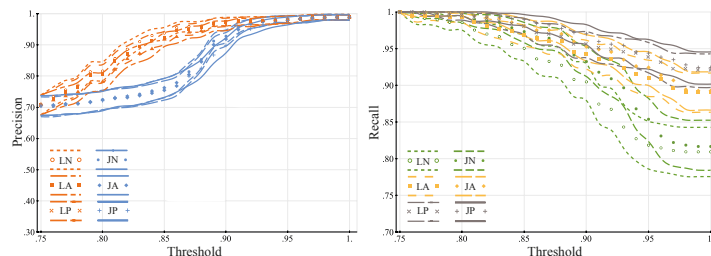 1.
.90
.80
.70
.60
.50
.40
.30
Precision
LN JN
LA JA
LP JP
.75 .80 .85 .90 .95 1.
Threshold
1.
.95
.90
.85
.80
.75
.70
Recall
LN JN
LA JA
LP JP
.75 .80 .85 .90 .95 1.
Threshold